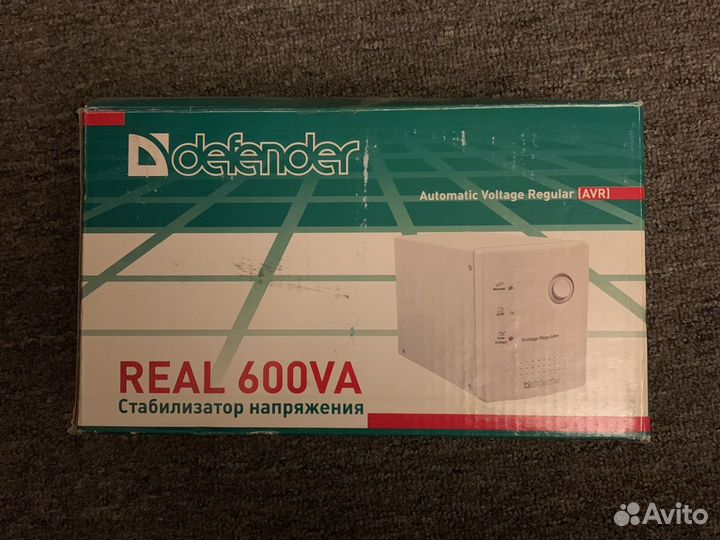 defender
Automatic Voltage Regular (AVR)
Voltage Regulator
defender
REAL 600VA
Стабилизатор напряжения
Avito